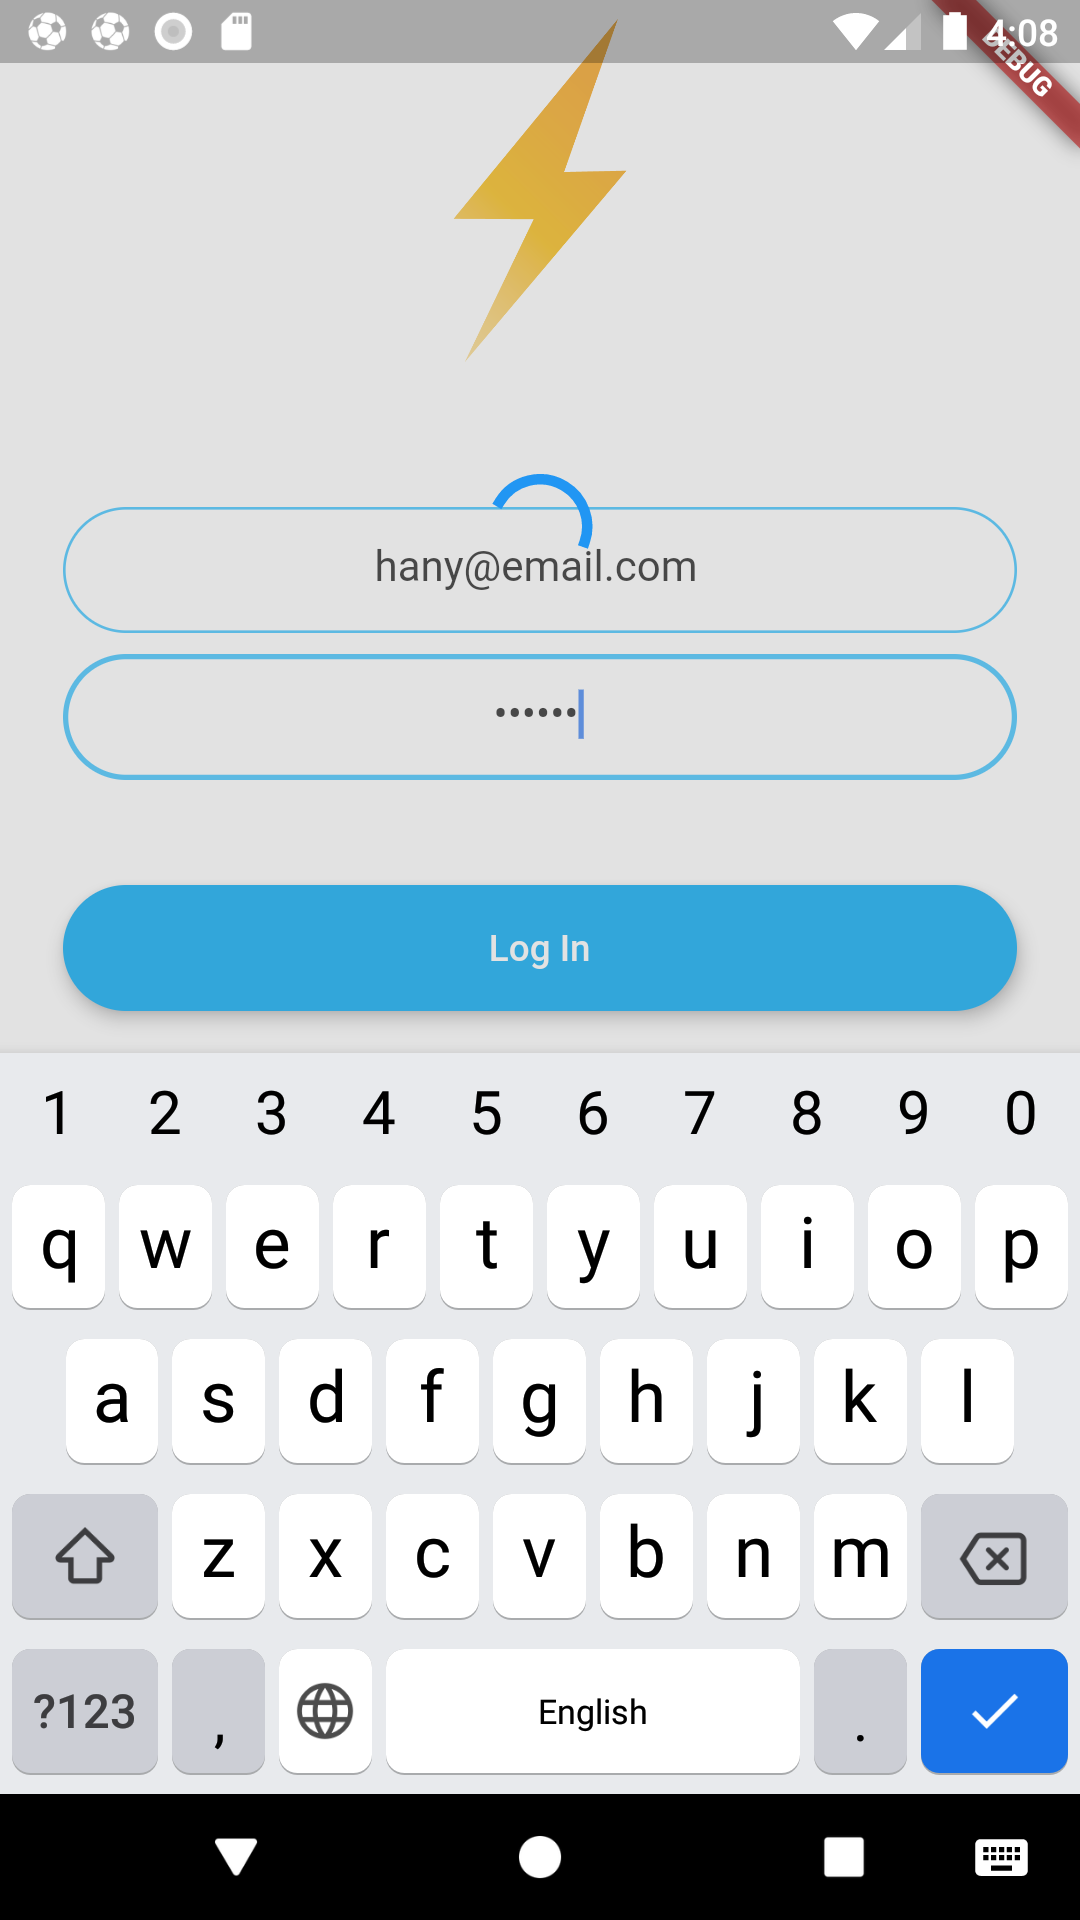 4:08
DEBUG
hany@email.com
••••••
Log In
1 2 3 4 5 6 7 8 9 0
q w e r t y u i o p
a s d f g h j k l
z x c v b n m
?123 , English .